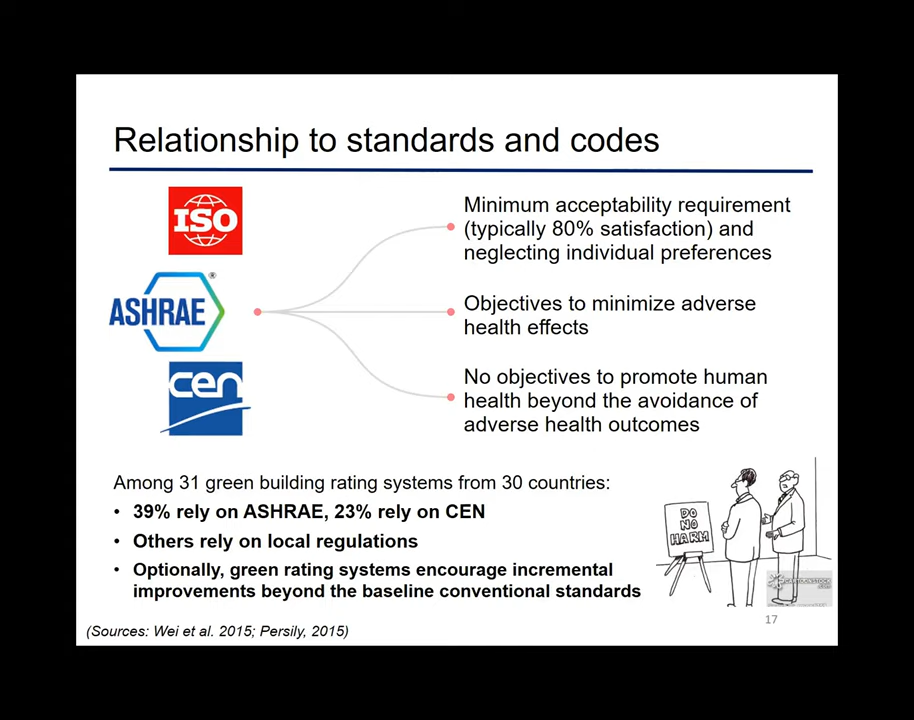 Relationship to standards and codes
ISO
ASHRAE®
cen
Minimum acceptability requirement
(typically 80% satisfaction) and
neglecting individual preferences
Objectives to minimize adverse
health effects
No objectives to promote human
health beyond the avoidance of
adverse health outcomes
Among 31 green building rating systems from 30 countries:
• 39% rely on ASHRAE, 23% rely on CEN
• Others rely on local regulations
• Optionally, green rating systems encourage incremental
improvements beyond the baseline conventional standards
DO
NO
HARM
(Sources: Wei et al. 2015; Persily, 2015)
17